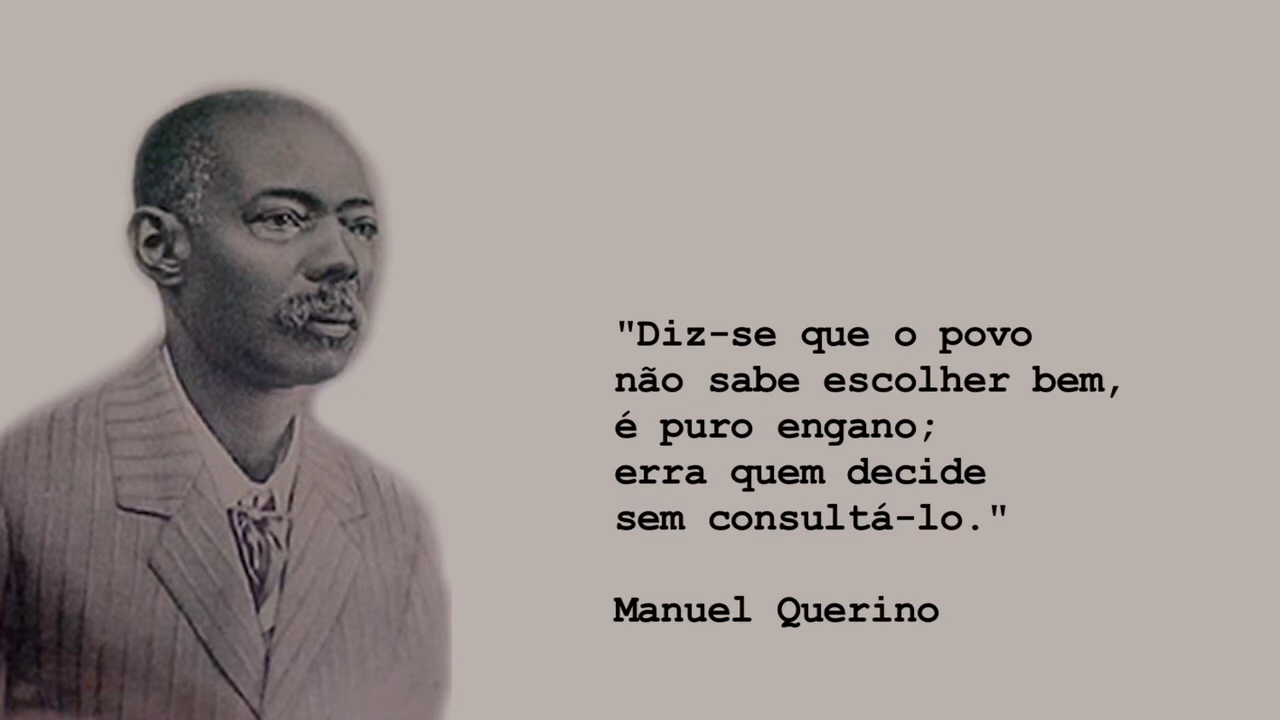 "Diz-se que o povo
não sabe escolher bem,
é puro engano;
erra quem decide
sem consultá-lo."
Manuel Querino